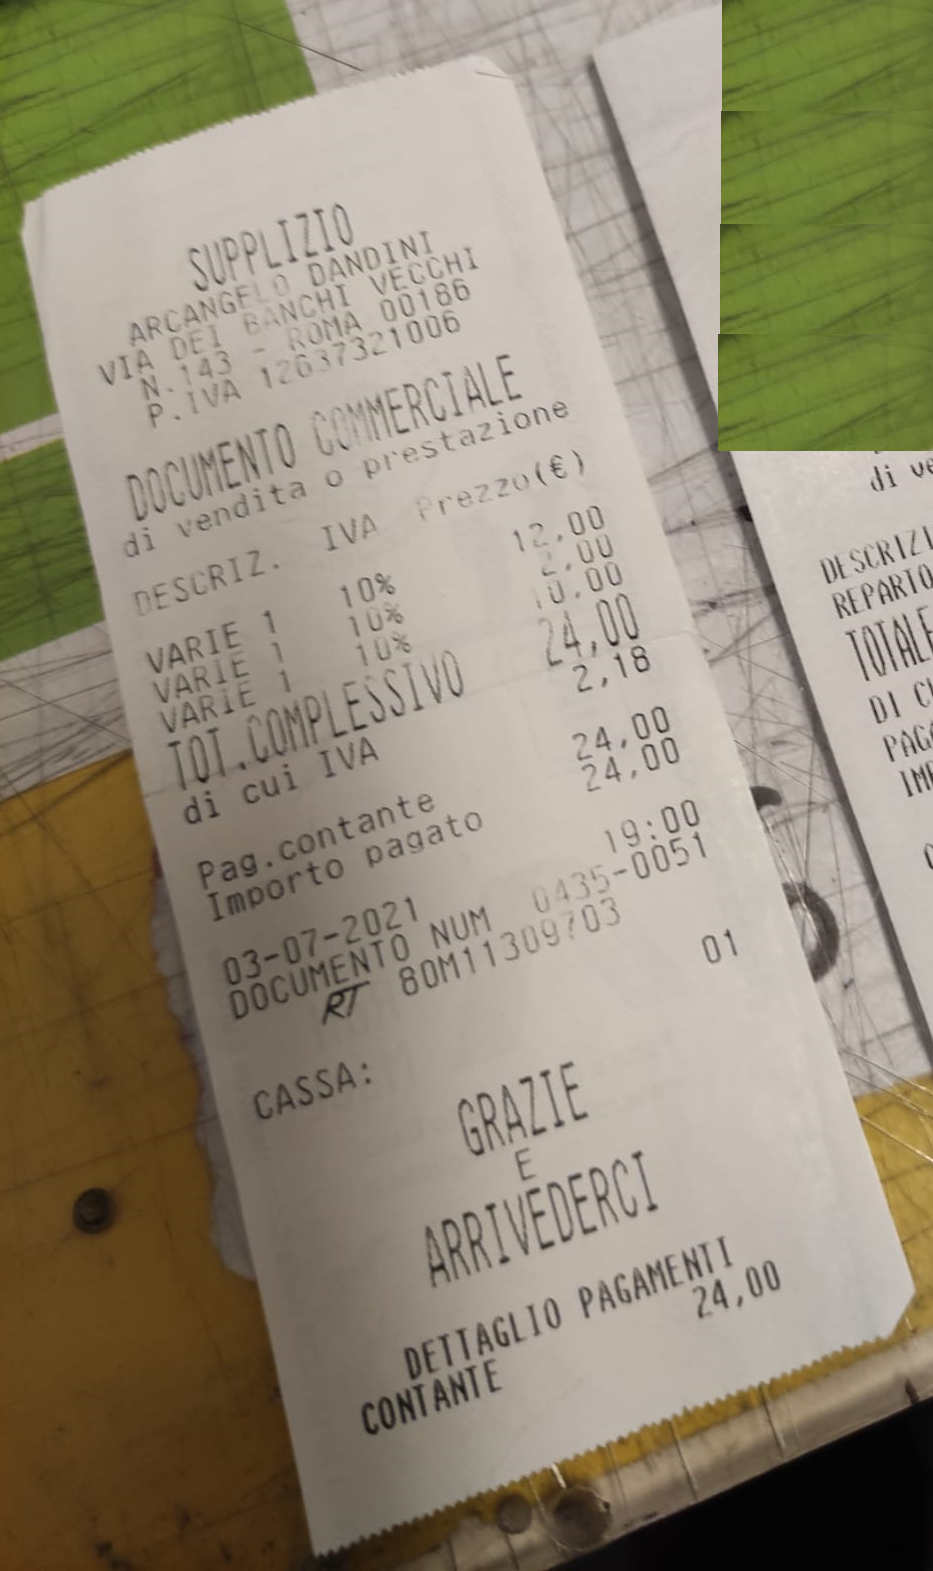 SUPPLIZIO
ARCANGELO DANDINI
VIA DEI BANCHI VECCHI
N.143 - ROMA 00186
P.IVA 12637321006
DOCUMENTO COMMERCIALE
di vendita o prestazione
DESCRIZ. IVA Prezzo(€)
VARIE 1 10% 12,00
VARIE 1 10% 2,00
VARIE 1 10% 10,00
TOT.COMPLESSIVO 24,00
di cui IVA 2,18
Pag.contante 24,00
Importo pagato 24,00
03-07-2021 19:00
DOCUMENTO NUM 0435-0051
RT 80M11309703
CASSA: 01
GRAZIE
E
ARRIVEDERCI
DETTAGLIO PAGAMENTI
CONTANTE 24,00
di ve
DESCRIZI
REPARTO
TOTALE
DI C
PAGA
IM